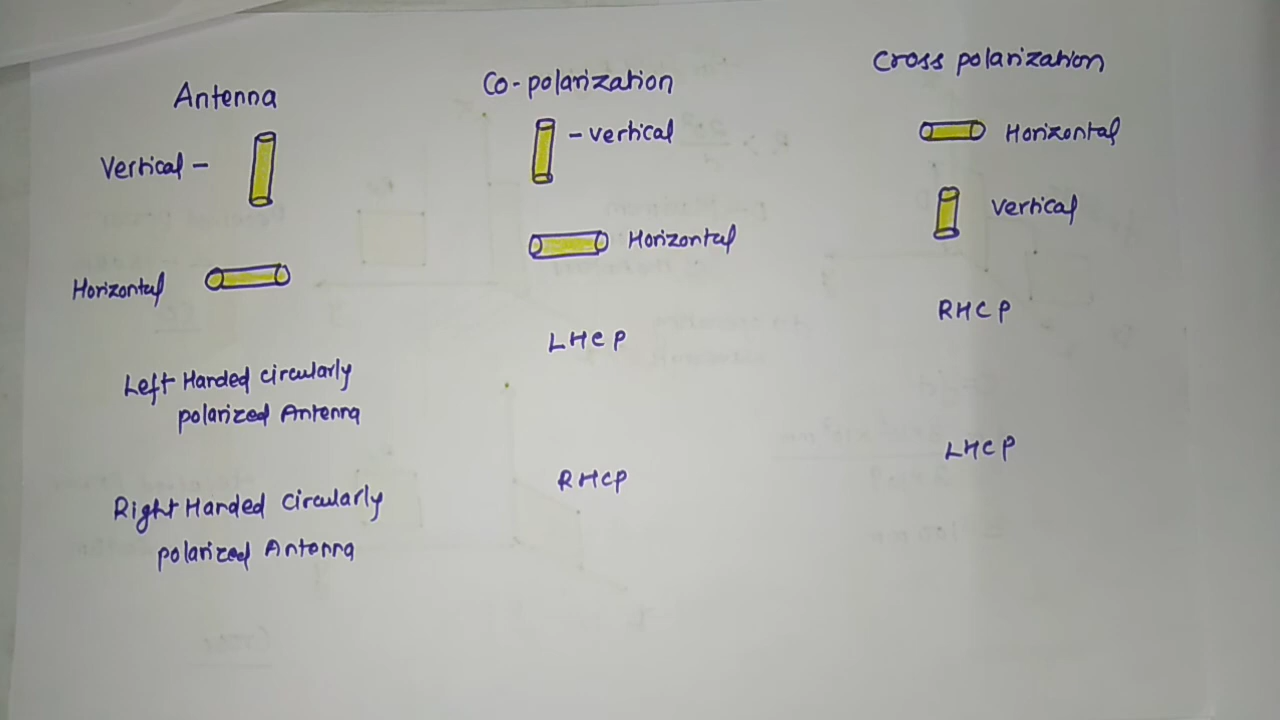 Antenna
Co-polarization
Cross polarization
Vertical -
- vertical
Horizontal
Horizontal
Horizontal
vertical
Left Handed circularly
polarized Antenna
LHCP
RHCP
Right Handed Circularly
polarized Antenna
RHCP
LHCP